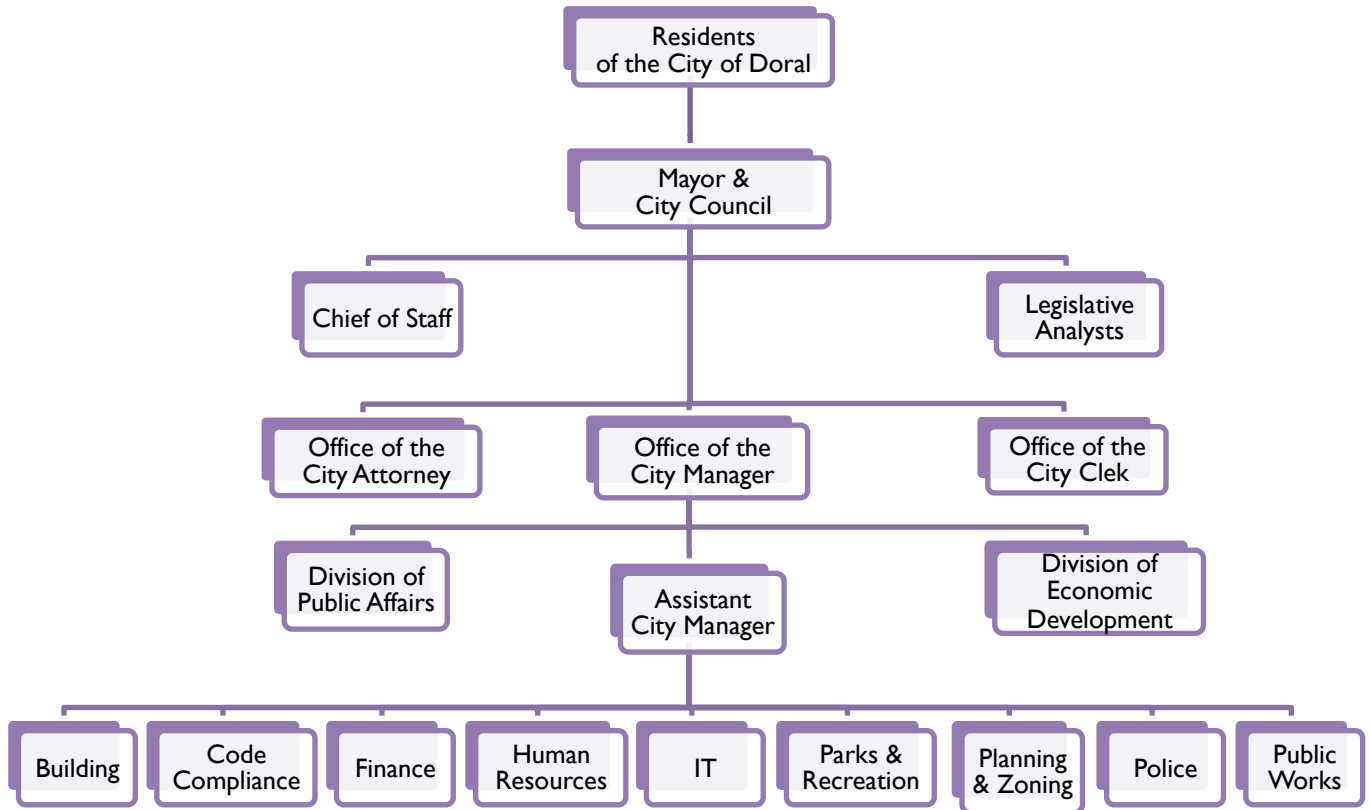 Residents
of the City of Doral
Mayor &
City Council
Chief of Staff
Legislative
Analysts
Office of the
City Attorney
Office of the
City Manager
Office of the
City Clek
Division of
Public Affairs
Assistant
City Manager
Division of
Economic
Development
Building
Code
Compliance
Finance
Human
Resources
IT
Parks &
Recreation
Planning
& Zoning
Police
Public
Works